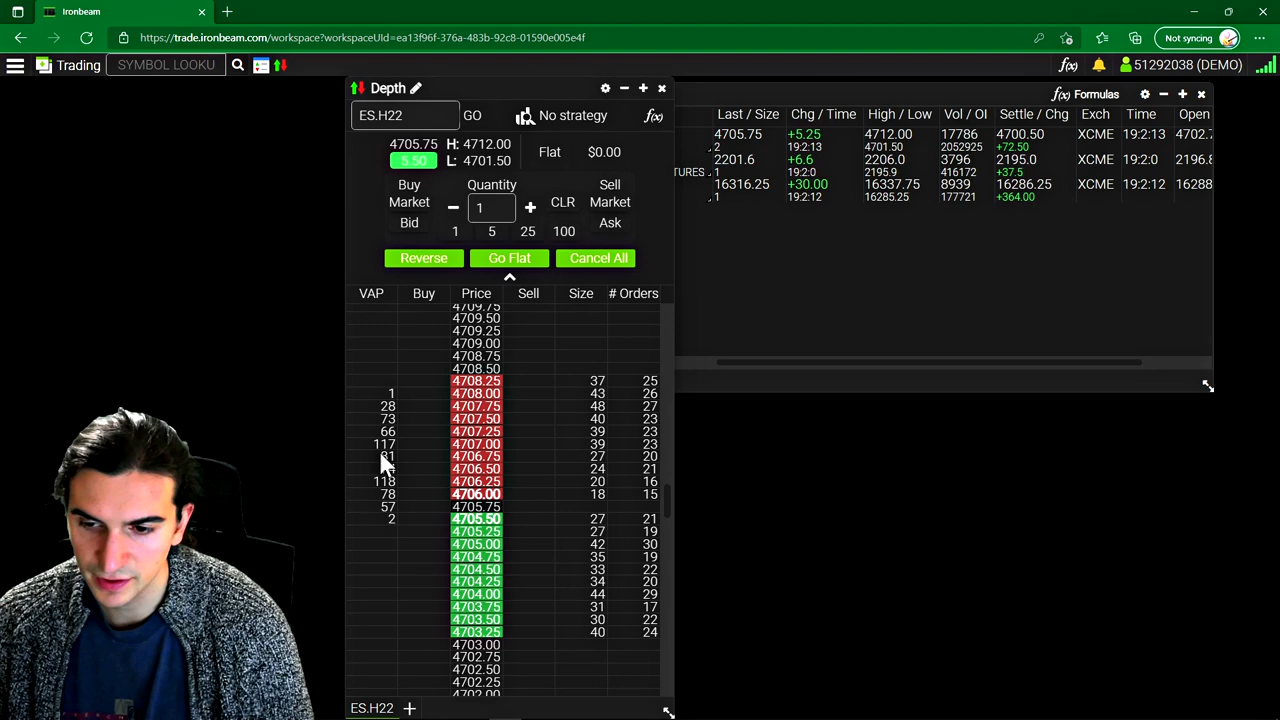 Ironbeam
https://trade.ironbeam.com/workspace?workspaceUId=ea13f96f-376a-483b-92c8-01590e005e4f
Not syncing
Trading
SYMBOL LOOKU
f(x)
51292038 (DEMO)
Depth
f(x) Formulas
ES.H22 GO No strategy f(x)
4705.75 H: 4712.00 Flat $0.00
5.50 L: 4701.50
Buy Market Quantity Sell Market
− 1 + CLR
Bid Ask
1 5 25 100
Reverse Go Flat Cancel All
VAP Buy Price Sell Size # Orders
4709.75
4709.50
4709.25
4709.00
4708.75
4708.50
4708.25 37 25
1 4708.00 43 26
28 4707.75 48 27
73 4707.50 40 23
66 4707.25 39 23
117 4707.00 39 23
4706.75 27 20
4706.50 24 21
118 4706.25 20 16
78 4706.00 18 15
57 4705.75
2 4705.50 27 21
4705.25 27 19
4705.00 42 30
4704.75 35 19
4704.50 33 22
4704.25 34 20
4704.00 44 29
4703.75 31 17
4703.50 30 22
4703.25 40 24
4703.00
4702.75
4702.50
4702.25
4702.00
ES.H22 +
Last / Size Chg / Time High / Low Vol / OI Settle / Chg Exch Time Open
4705.75 +5.25 4712.00 17786 4700.50 XCME 19:2:13 4702.7
2 19:2:13 4701.50 2052925 +72.50
2201.6 +6.6 2206.0 3796 2195.0 XCME 19:2:0 2196.8
TURES 1 19:2:0 2195.9 416172 +37.5
16316.25 +30.00 16337.75 8939 16286.25 XCME 19:2:12 16288
1 19:2:12 16285.25 177721 +364.00